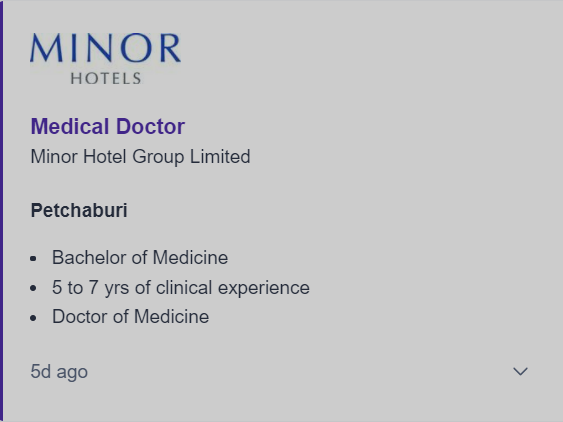 MINOR
HOTELS
Medical Doctor
Minor Hotel Group Limited
Petchaburi
Bachelor of Medicine
5 to 7 yrs of clinical experience
Doctor of Medicine
5d ago